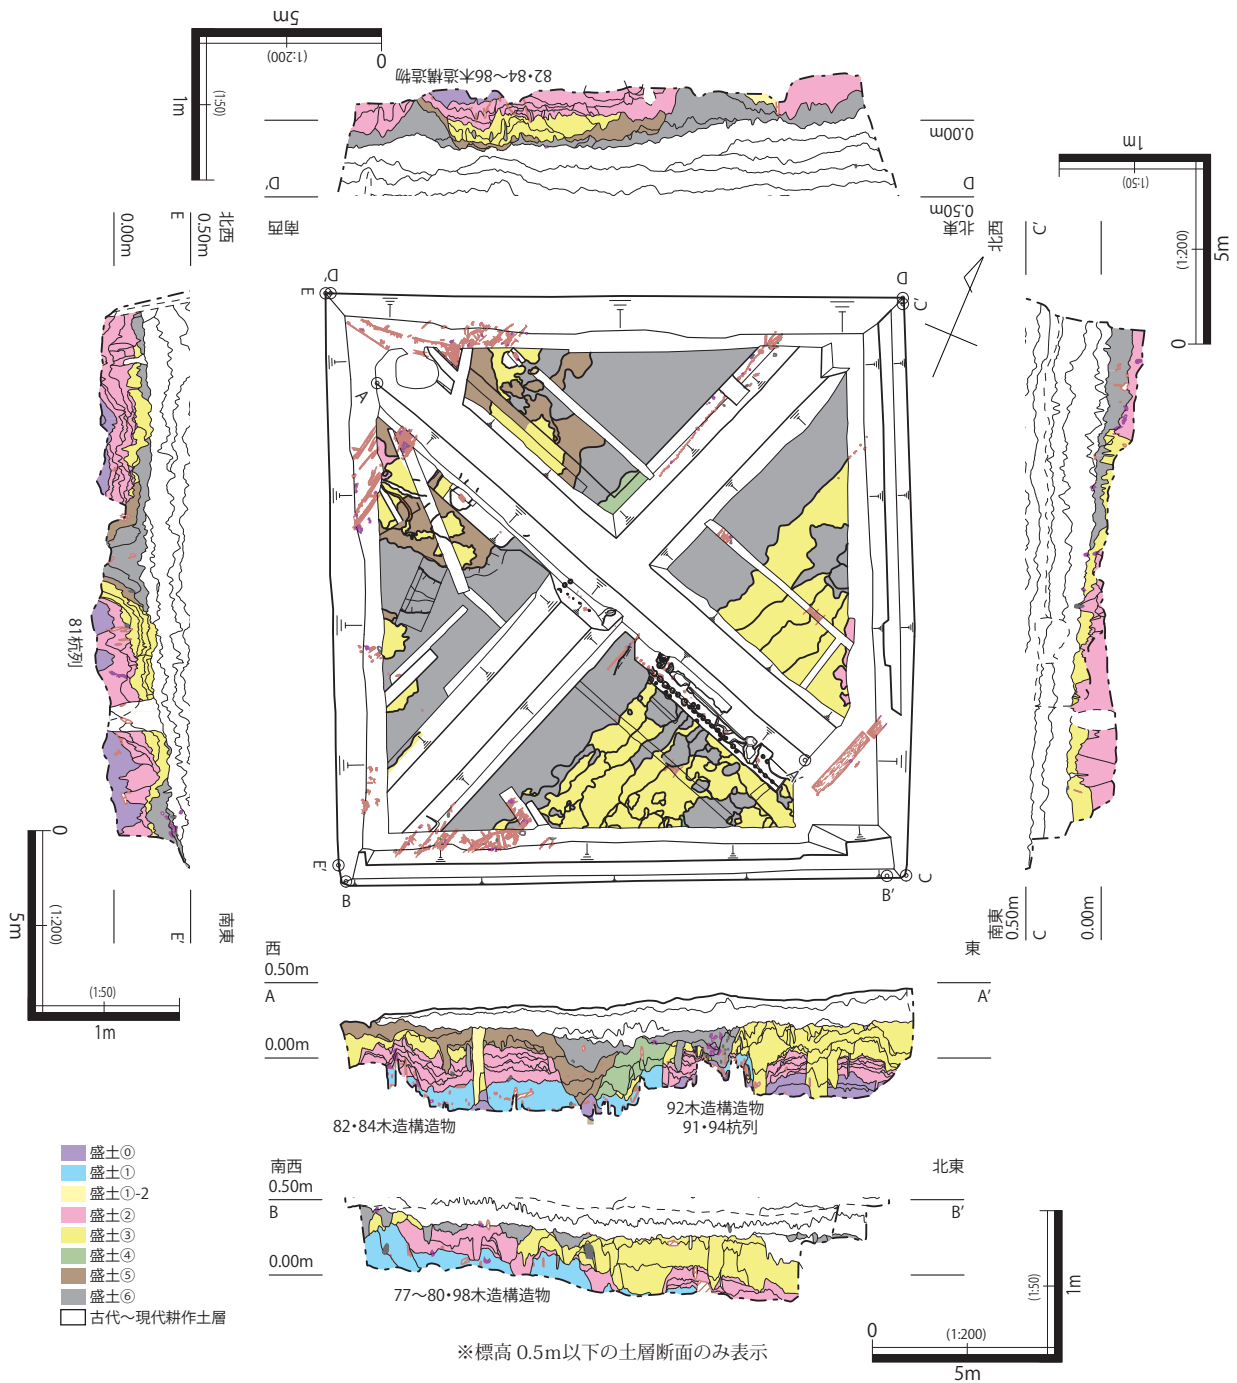 5m
(1:200)
0
1m
(1:50)
82・84～86木造構造物
0.00m
D'
D
0.50m
南西
北東
1m
(1:50)
5m
(1:200)
0
0.00m
E
0.50m
北西
81杭列
E'
南東
0
(1:200)
5m
(1:50)
1m
北西
C'
南東
0.50m
C
0.00m
D'
E
D
C'
A
A'
E'
B
B'
C
西
0.50m
A
0.00m
東
A'
82・84木造構造物
92木造構造物
91・94杭列
南西
0.50m
B
0.00m
北東
B'
77～80・98木造構造物
盛土⓪
盛土①
盛土①-2
盛土②
盛土③
盛土④
盛土⑤
盛土⑥
古代～現代耕作土層
(1:50)
1m
0
(1:200)
5m
※標高 0.5m以下の土層断面のみ表示